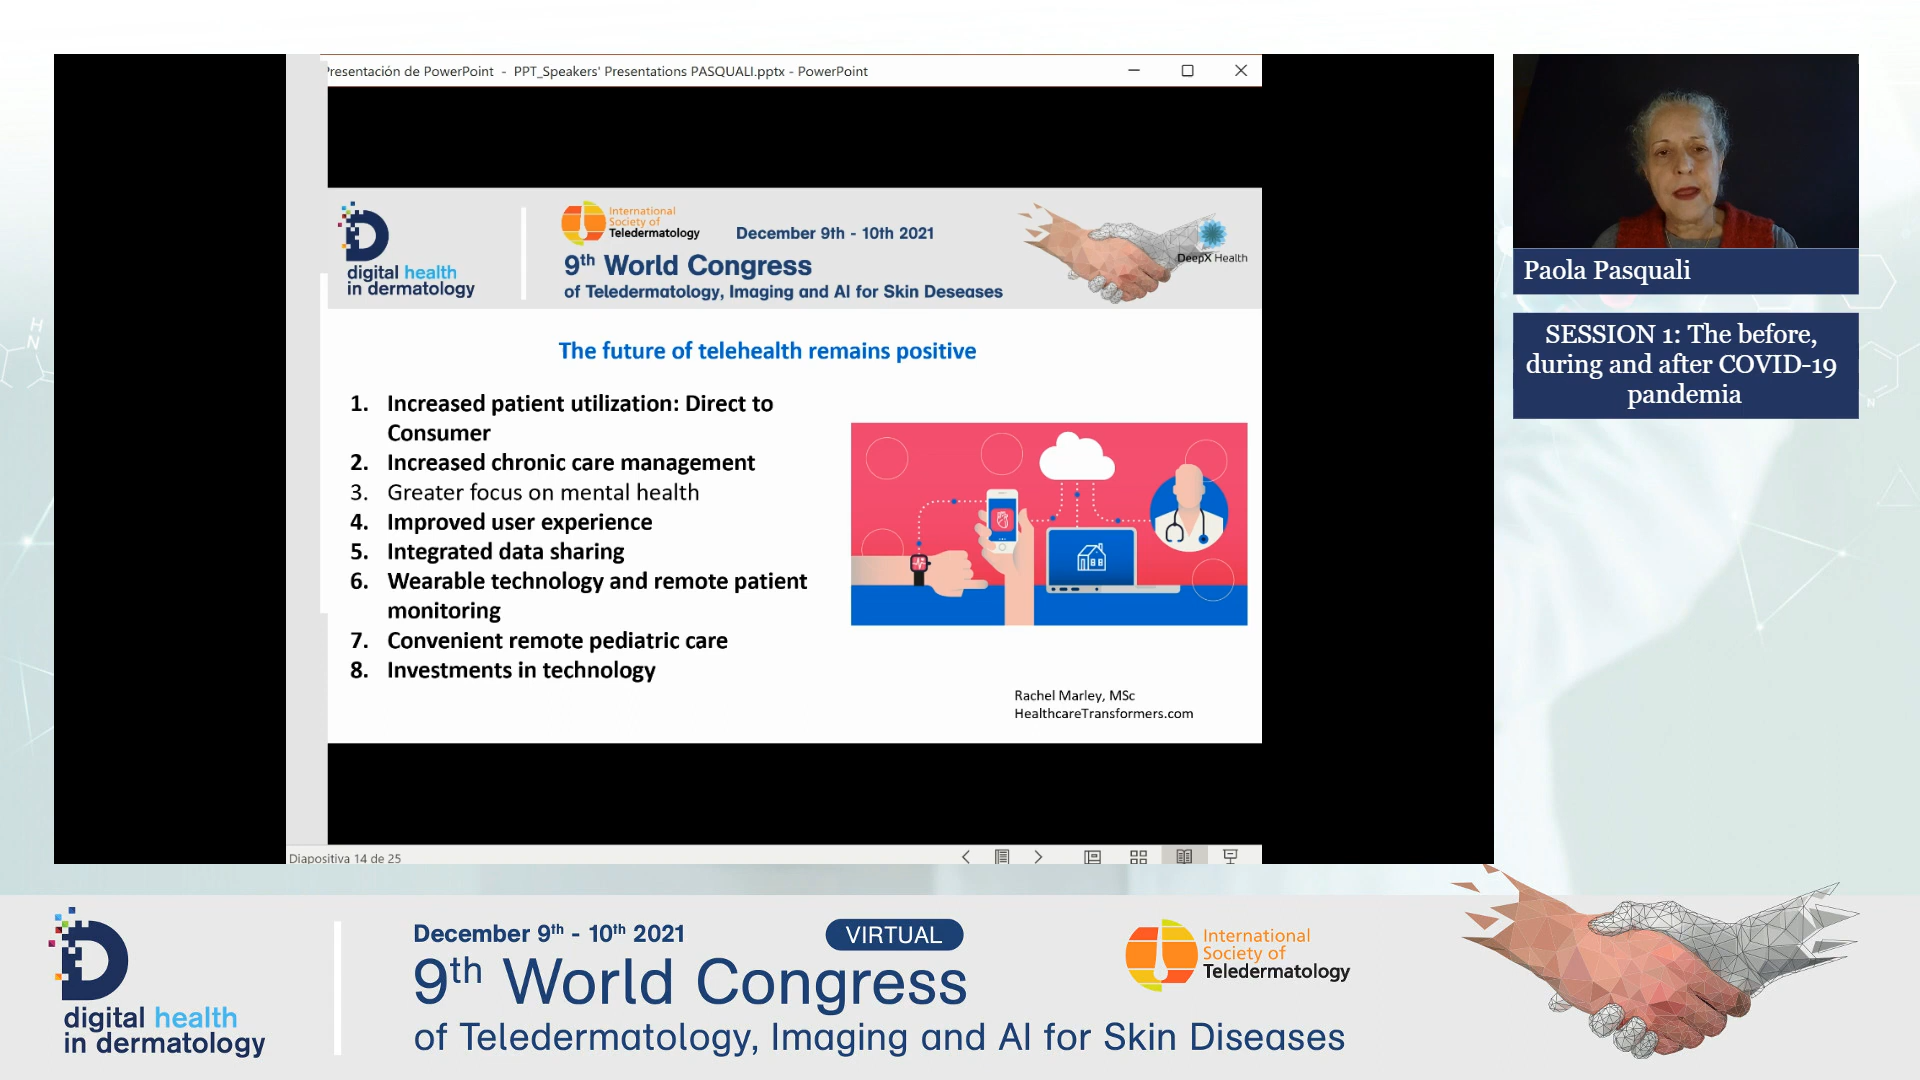 Presentación de PowerPoint - PPT_Speakers' Presentations PASQUALI.pptx - PowerPoint
digital health
in dermatology
International
Society of
Teledermatology
December 9th - 10th 2021
9th World Congress
of Teledermatology, Imaging and AI for Skin Deseases
DeepX Health
The future of telehealth remains positive
1. Increased patient utilization: Direct to
Consumer
2. Increased chronic care management
3. Greater focus on mental health
4. Improved user experience
5. Integrated data sharing
6. Wearable technology and remote patient
monitoring
7. Convenient remote pediatric care
8. Investments in technology
Rachel Marley, MSc
HealthcareTransformers.com
Diapositiva 14 de 25
Paola Pasquali
SESSION 1: The before,
during and after COVID-19
pandemia
H
N
N
digital health
in dermatology
December 9th - 10th 2021
VIRTUAL
9th World Congress
of Teledermatology, Imaging and AI for Skin Diseases
International
Society of
Teledermatology